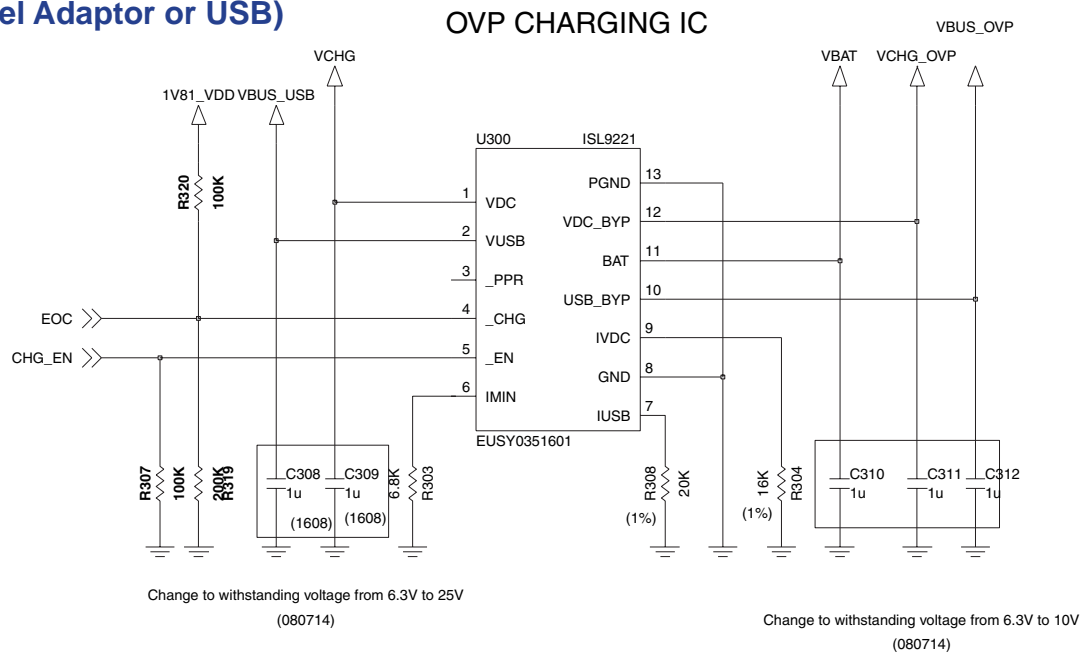 el Adaptor or USB)
OVP CHARGING IC
VBUS_OVP
VCHG
VBAT
VCHG_OVP
1V81_VDD
VBUS_USB
U300
ISL9221
R320
100K
1
VDC
2
VUSB
3
_PPR
4
_CHG
5
_EN
6
IMIN
PGND
13
VDC_BYP
12
BAT
11
USB_BYP
10
IVDC
9
GND
8
IUSB
7
EOC
CHG_EN
EUSY0351601
R307
100K
200K
R319
C308
1u
(1608)
C309
1u
(1608)
6.8K
R303
R308
20K
(1%)
16K
R304
(1%)
C310
1u
C311
1u
C312
1u
Change to withstanding voltage from 6.3V to 25V
(080714)
Change to withstanding voltage from 6.3V to 10V
(080714)